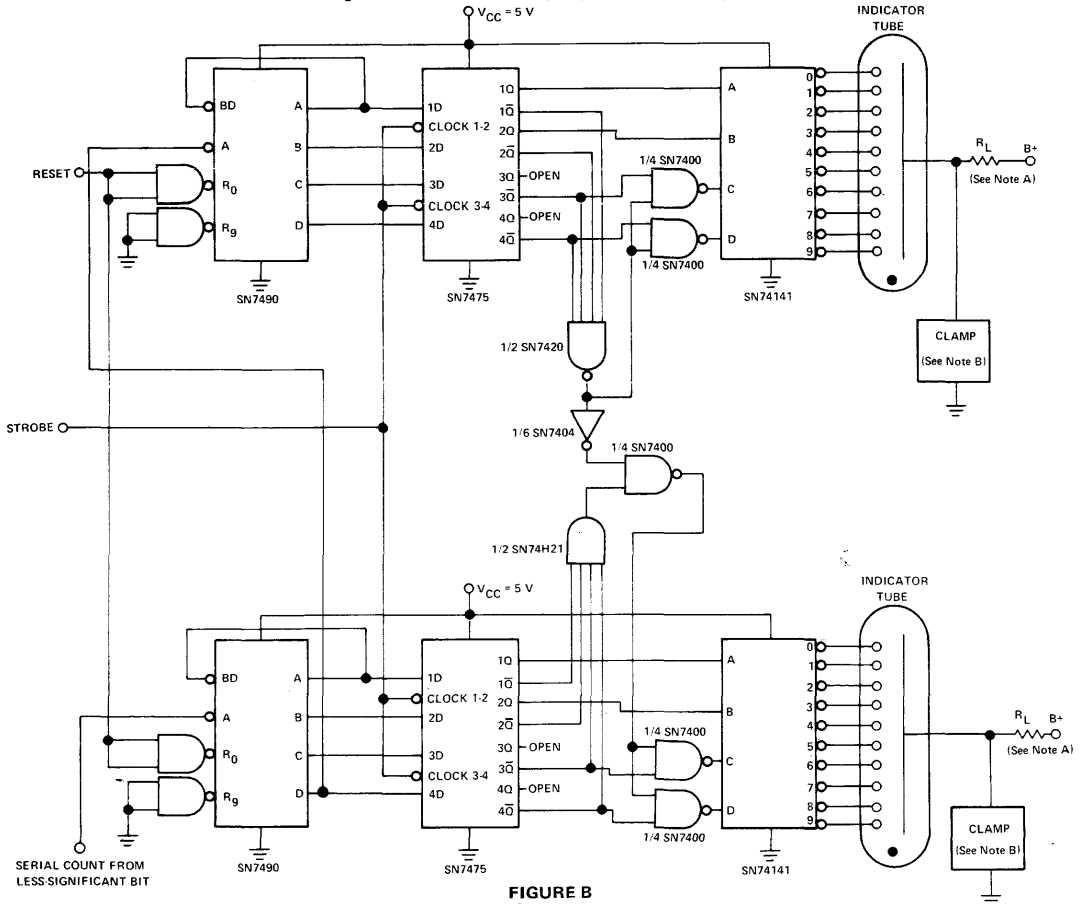 VCC = 5 V
INDICATOR
TUBE
BD
A
A
B
C
D
R0
R9
RESET
SN7490
1D
CLOCK 1-2
2D
3D
CLOCK 3-4
4D
1Q
1Q̅
2Q
2Q̅
3Q
OPEN
3Q̅
4Q
OPEN
4Q̅
SN7475
1/4 SN7400
1/4 SN7400
A
B
C
D
0
1
2
3
4
5
6
7
8
9
SN74141
RL
B+
(See Note A)
CLAMP
(See Note B)
1/2 SN7420
STROBE
1/6 SN7404
1/4 SN7400
1/2 SN74H21
VCC = 5 V
INDICATOR
TUBE
BD
A
A
B
C
D
R0
R9
SN7490
1D
CLOCK 1-2
2D
3D
CLOCK 3-4
4D
1Q
1Q̅
2Q
2Q̅
3Q
OPEN
3Q̅
4Q
OPEN
4Q̅
SN7475
1/4 SN7400
1/4 SN7400
A
B
C
D
0
1
2
3
4
5
6
7
8
9
SN74141
RL
B+
(See Note A)
CLAMP
(See Note B)
SERIAL COUNT FROM
LESS-SIGNIFICANT BIT
FIGURE B